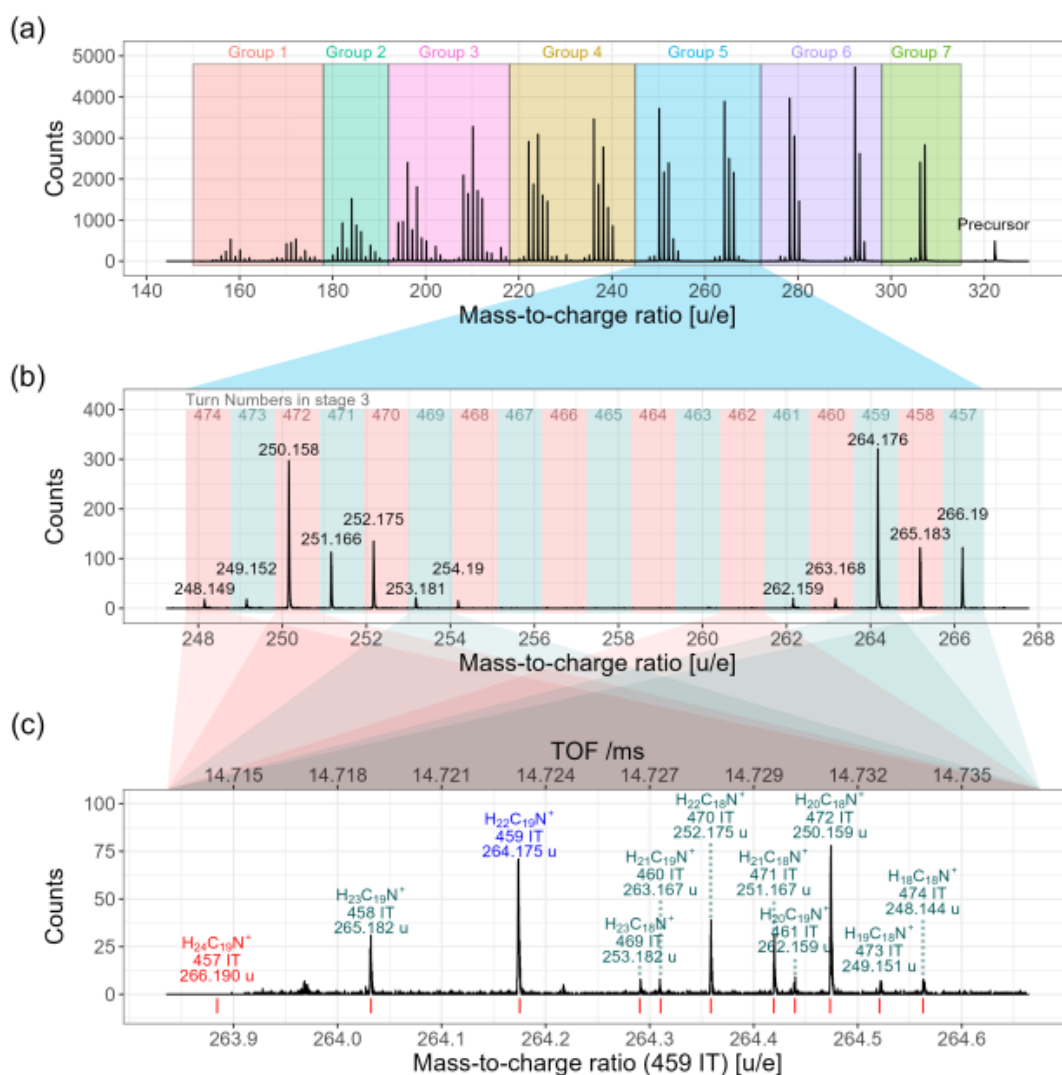 (a)
Group 1 Group 2 Group 3 Group 4 Group 5 Group 6 Group 7
5000
4000
3000
2000
1000
0
Counts
Precursor
140 160 180 200 220 240 260 280 300 320
Mass-to-charge ratio [u/e]
(b)
Turn Numbers in stage 3
474 473 472 471 470 469 468 467 466 465 464 463 462 461 460 459 458 457
400
300
200
100
0
Counts
248.149
249.152
250.158
251.166
252.175
253.181
254.19
262.159
263.168
264.176
265.183
266.19
248 250 252 254 256 258 260 262 264 266 268
Mass-to-charge ratio [u/e]
(c)
TOF /ms
14.715 14.718 14.721 14.724 14.727 14.729 14.732 14.735
100
75
50
25
0
Counts
H₂₄C₁₉N⁺
457 IT
266.190 u
H₂₃C₁₉N⁺
458 IT
265.182 u
H₂₂C₁₉N⁺
459 IT
264.175 u
H₂₃C₁₈N⁺
469 IT
253.182 u
H₂₁C₁₉N⁺
460 IT
263.167 u
H₂₂C₁₈N⁺
470 IT
252.175 u
H₂₁C₁₈N⁺
471 IT
251.167 u
H₂₀C₁₉N⁺
461 IT
262.159 u
H₂₀C₁₈N⁺
472 IT
250.159 u
H₁₉C₁₈N⁺
473 IT
249.151 u
H₁₈C₁₈N⁺
474 IT
248.144 u
263.9 264.0 264.1 264.2 264.3 264.4 264.5 264.6
Mass-to-charge ratio (459 IT) [u/e]